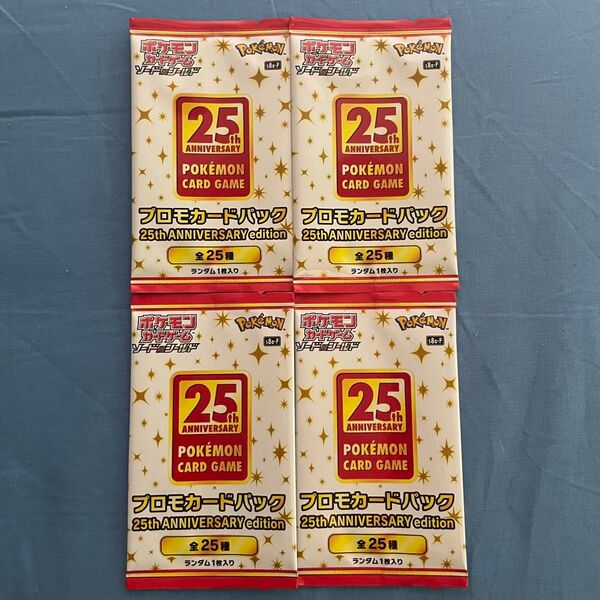 ポケモン
カードゲーム
ソード&シールド
POKÉMON
s8a-P
25th
ANNIVERSARY
POKÉMON
CARD GAME
プロモカードパック
25th ANNIVERSARY edition
全25種
ランダム1枚入り
ポケモン
カードゲーム
ソード&シールド
POKÉMON
s8a-P
25th
ANNIVERSARY
POKÉMON
CARD GAME
プロモカードパック
25th ANNIVERSARY edition
全25種
ランダム1枚入り
ポケモン
カードゲーム
ソード&シールド
POKÉMON
s8a-P
25th
ANNIVERSARY
POKÉMON
CARD GAME
プロモカードパック
25th ANNIVERSARY edition
全25種
ランダム1枚入り
ポケモン
カードゲーム
ソード&シールド
POKÉMON
s8a-P
25th
ANNIVERSARY
POKÉMON
CARD GAME
プロモカードパック
25th ANNIVERSARY edition
全25種
ランダム1枚入り